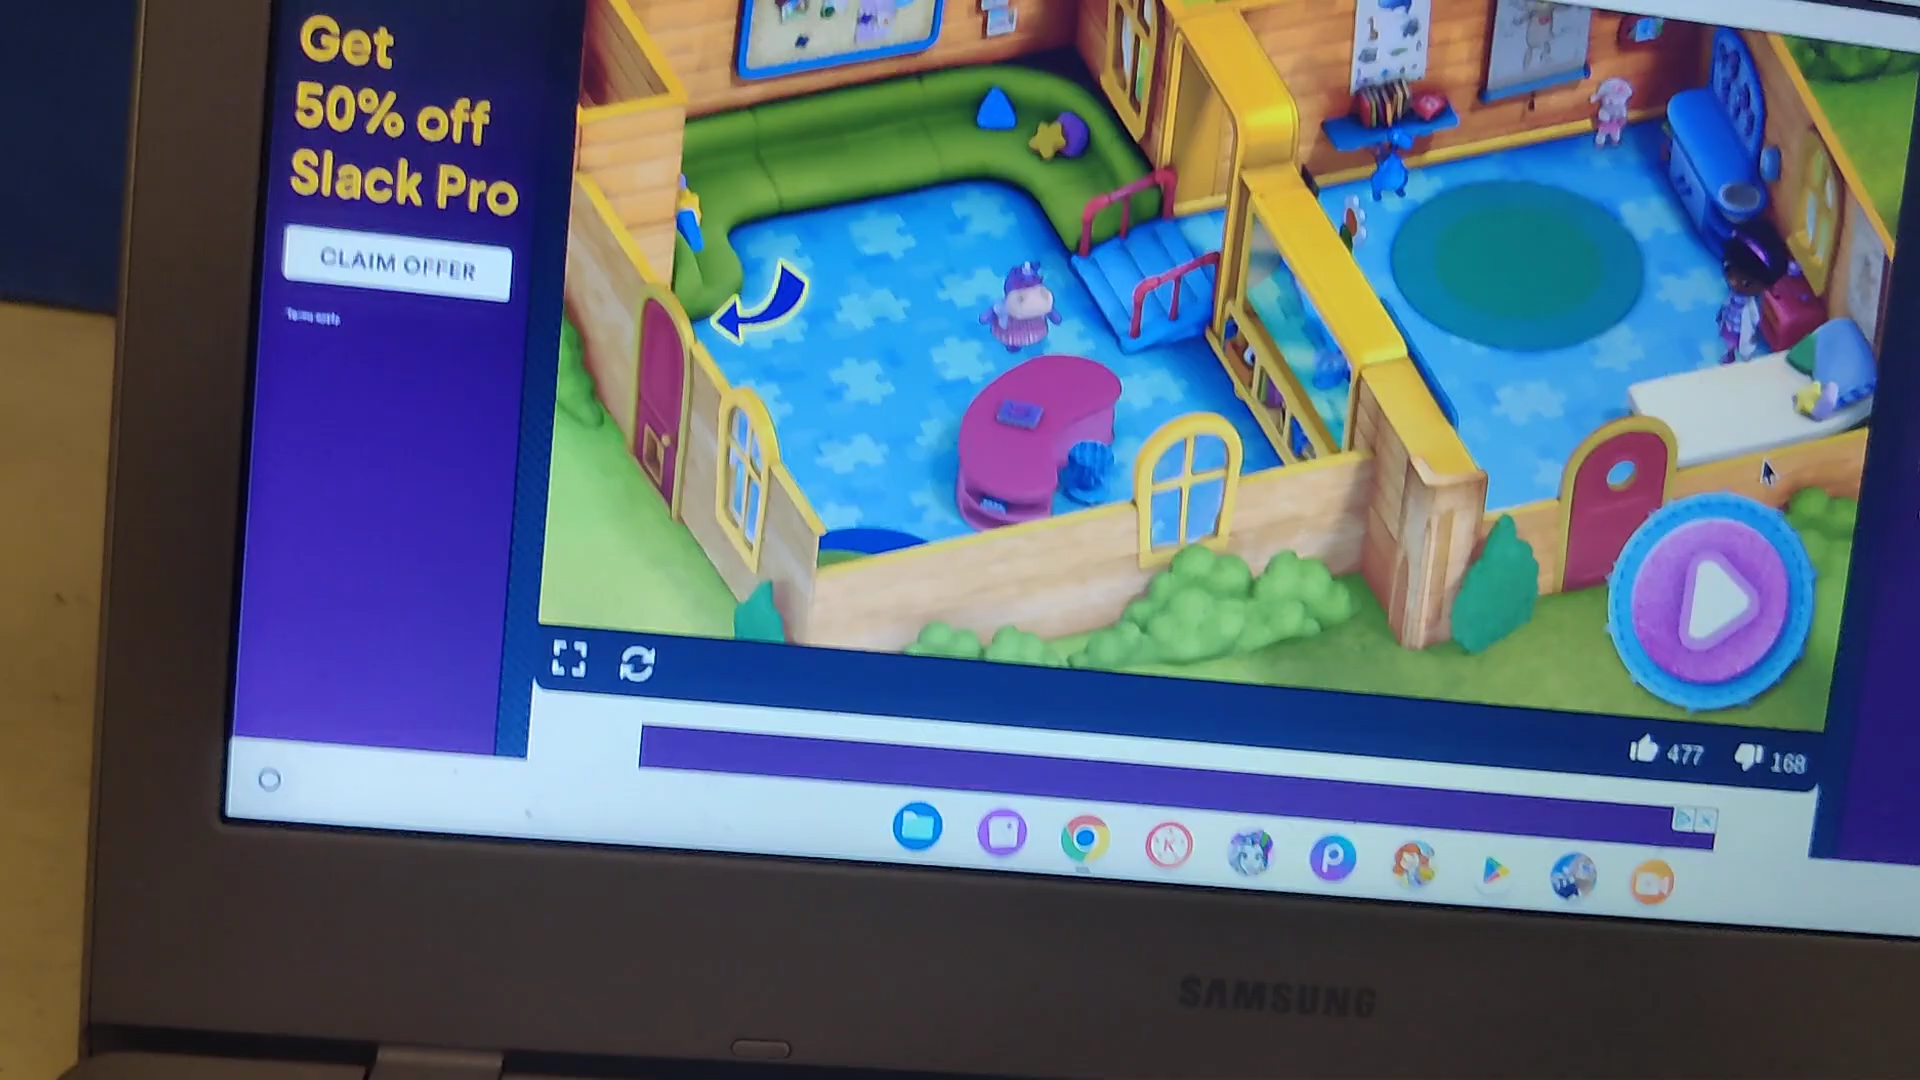 Get
50% off
Slack Pro
CLAIM OFFER
477
168
SAMSUNG